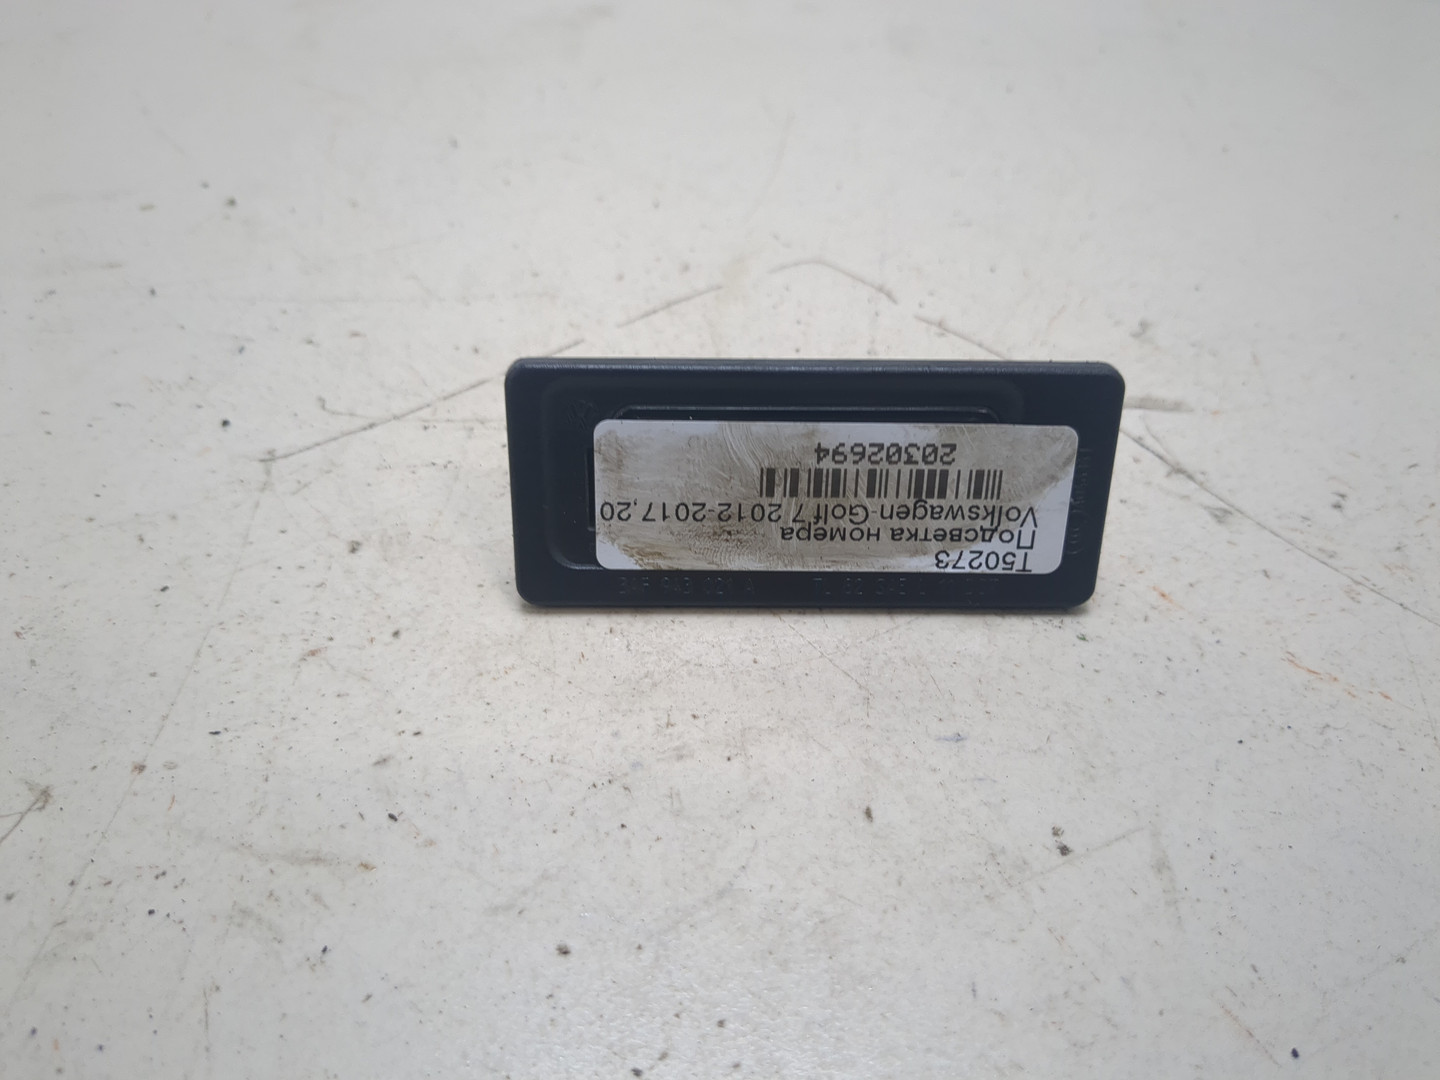 T50273
Подсветка номера
Volkswagen-Golf 7 2012-2017,20
20302694